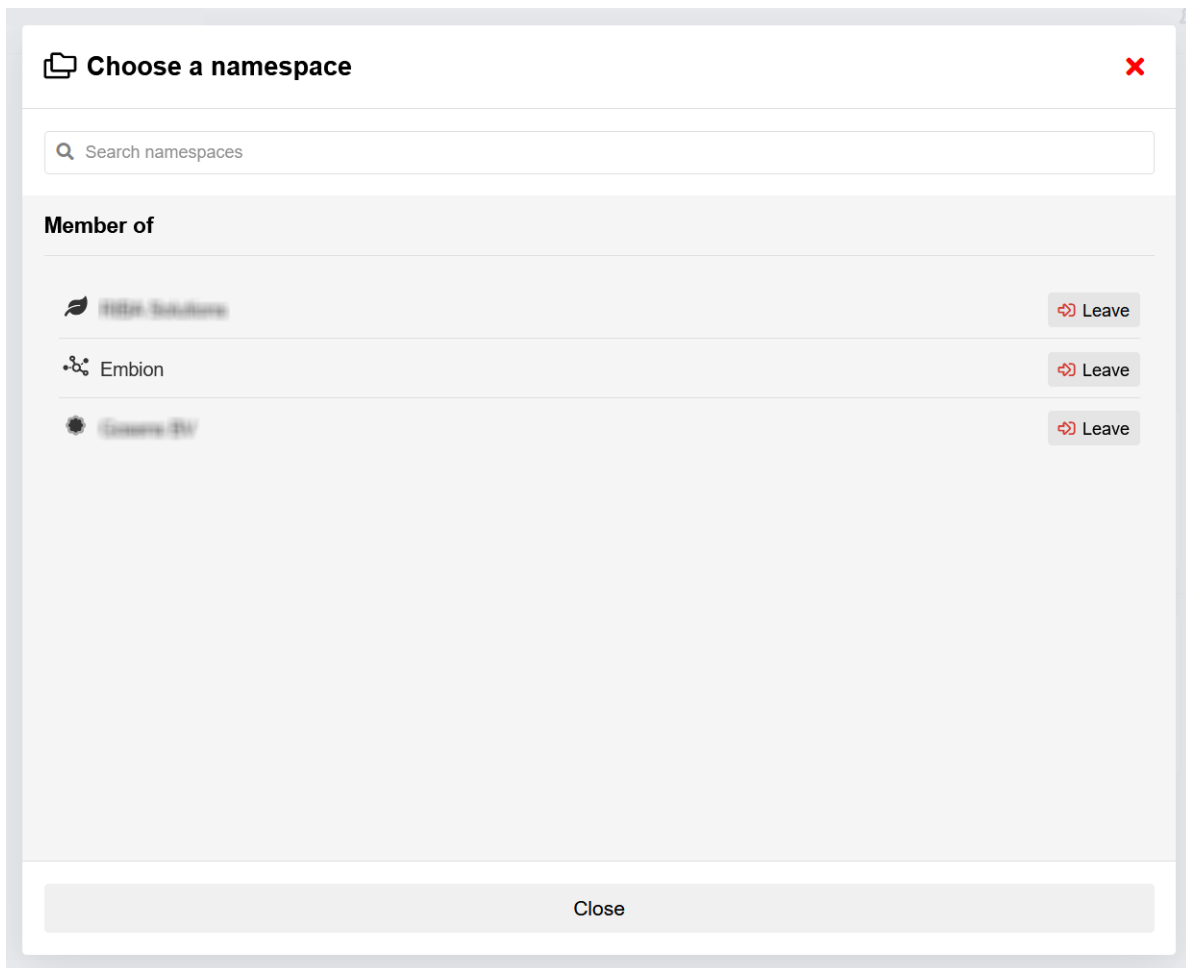 Choose a namespace
Search namespaces
Member of
Leave
Embion
Leave
Leave
Close